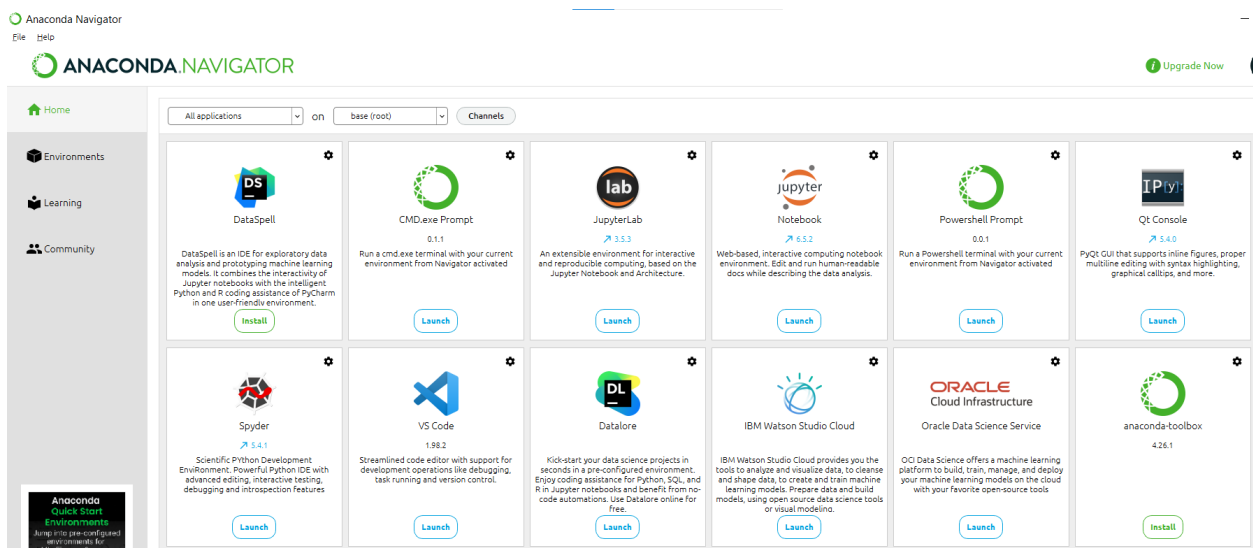 Anaconda Navigator
File Help
ANACONDA.NAVIGATOR
Upgrade Now
Home
Environments
Learning
Community
All applications on base (root) Channels
DS
DataSpell
DataSpell is an IDE for exploratory data
analysis and prototyping machine learning
models. It combines the interactivity of
Jupyter notebooks with the intelligent
Python and R coding assistance of PyCharm
in one user-friendly environment.
Install
CMD.exe Prompt
0.1.1
Run a cmd.exe terminal with your current
environment from Navigator activated
Launch
lab
JupyterLab
3.5.3
An extensible environment for interactive
and reproducible computing, based on the
Jupyter Notebook and Architecture.
Launch
jupyter
Notebook
6.5.2
Web-based, interactive computing notebook
environment. Edit and run human-readable
docs while describing the data analysis.
Launch
Powershell Prompt
0.0.1
Run a Powershell terminal with your current
environment from Navigator activated
Launch
IP[y]:
Qt Console
5.4.0
PyQt GUI that supports inline figures, proper
multiline editing with syntax highlighting,
graphical calltips, and more.
Launch
Spyder
5.4.1
Scientific PYthon Development
EnviRonment. Powerful Python IDE with
advanced editing, interactive testing,
debugging and introspection features
Launch
VS Code
1.98.2
Streamlined code editor with support for
development operations like debugging,
task running and version control.
Launch
DL
Datalore
Kick-start your data science projects in
seconds in a pre-configured environment.
Enjoy coding assistance for Python, SQL, and
R in Jupyter notebooks and benefit from no-
code automations. Use Datalore online for
free.
Launch
IBM Watson Studio Cloud
IBM Watson Studio Cloud provides you the
tools to analyze and visualize data, to cleanse
and shape data, to create and train machine
learning models. Prepare data and build
models, using open source data science tools
or visual modeling.
Launch
ORACLE
Cloud Infrastructure
Oracle Data Science Service
OCI Data Science offers a machine learning
platform to build, train, manage, and deploy
your machine learning models on the cloud
with your favorite open-source tools
Launch
anaconda-toolbox
4.26.1
Install
Anaconda
Quick Start
Environments
Jump into pre-configured
environments for